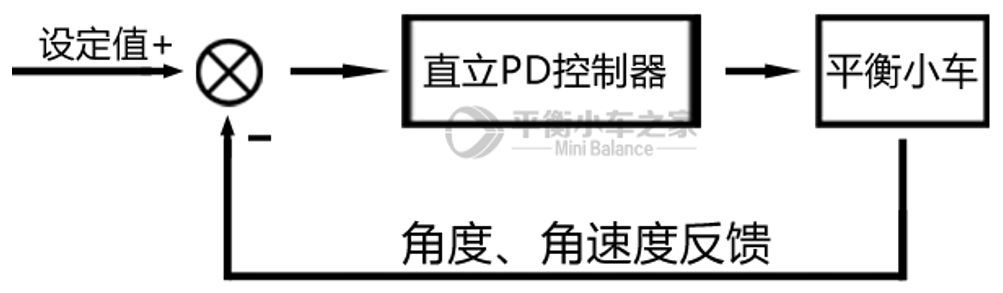 设定值+
直立PD控制器
平衡小车
平衡小车之家
Mini Balance
-
角度、角速度反馈